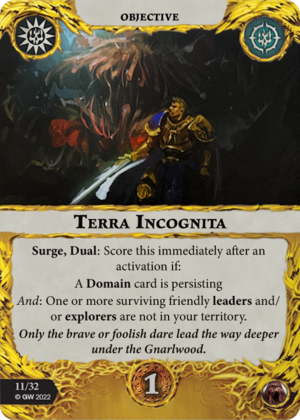 OBJECTIVE
TERRA INCOGNITA
Surge, Dual: Score this immediately after an
activation if:
A Domain card is persisting
And: One or more surviving friendly leaders and/
or explorers are not in your territory.
Only the brave or foolish dare lead the way deeper
under the Gnarlwood.
11/32
© GW 2022
1